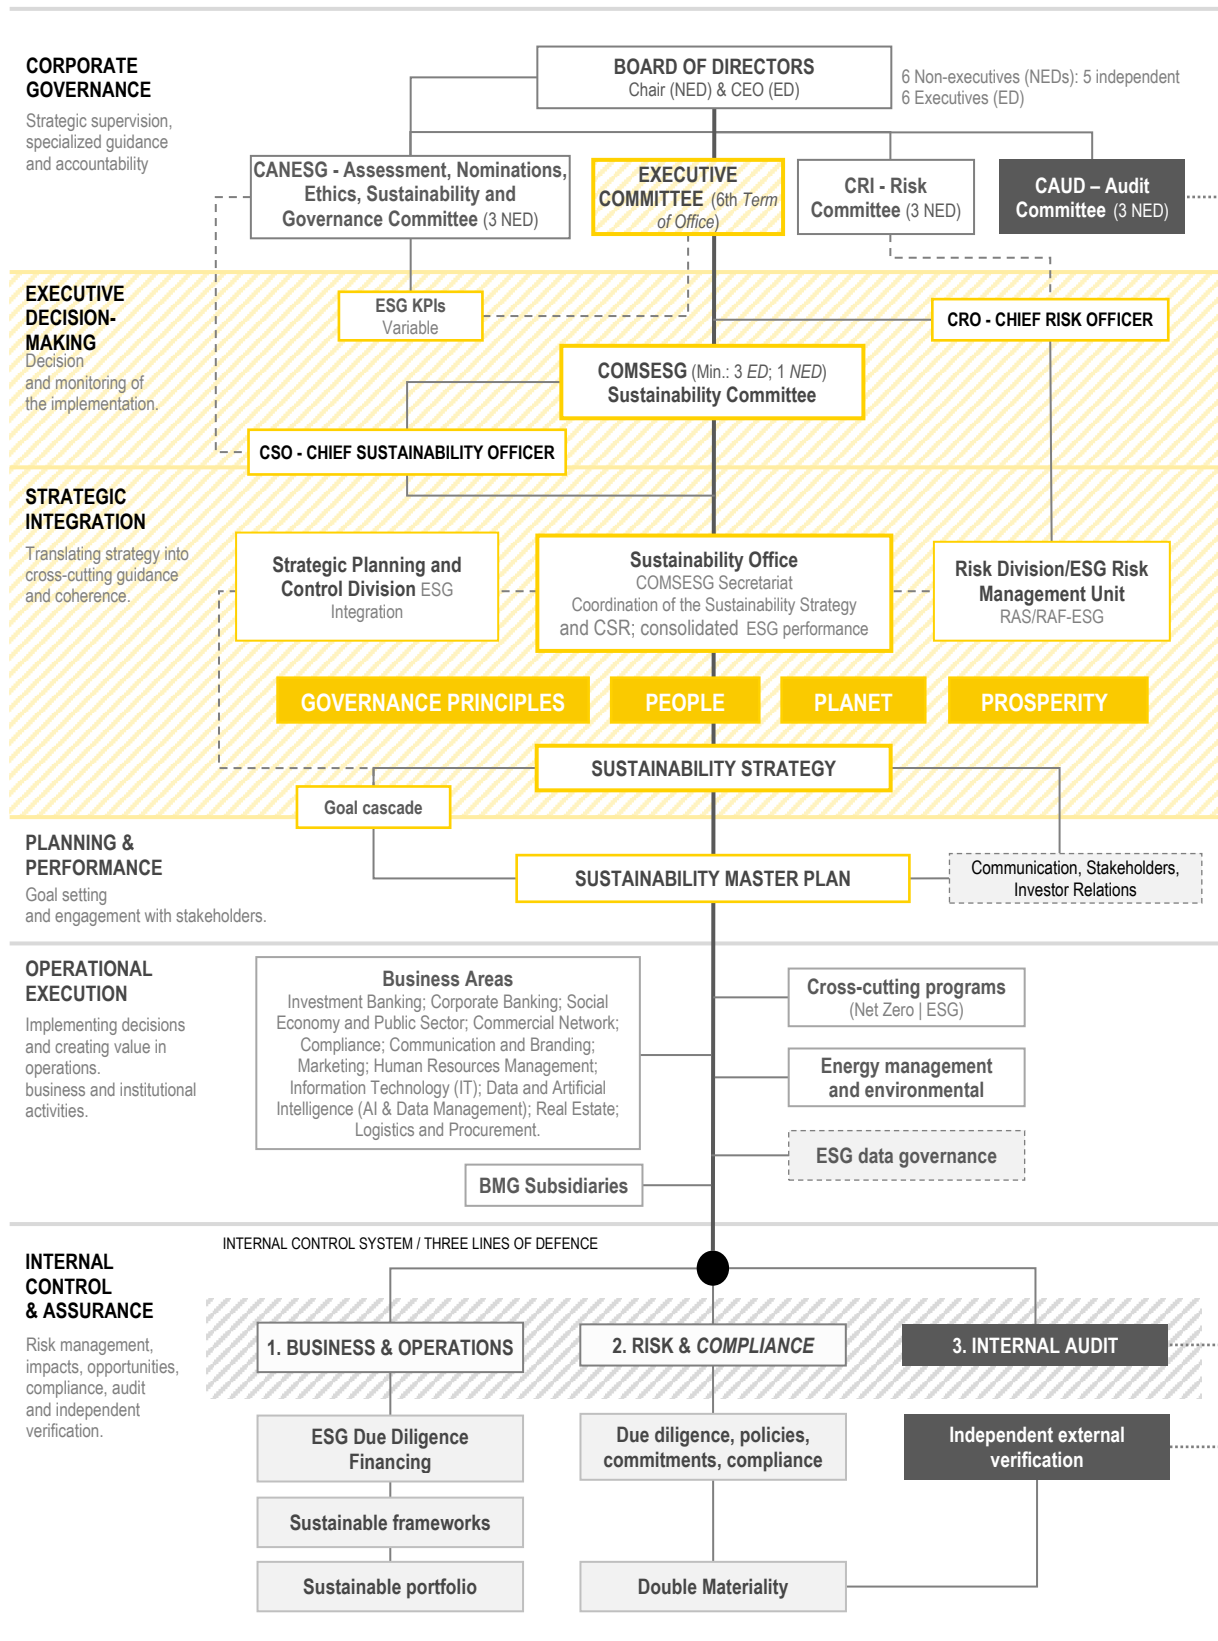 CORPORATE
GOVERNANCE
Strategic supervision,
specialized guidance
and accountability
BOARD OF DIRECTORS
Chair (NED) & CEO (ED)
6 Non-executives (NEDs): 5 independent
6 Executives (ED)
CANESG - Assessment, Nominations,
Ethics, Sustainability and
Governance Committee (3 NED)
EXECUTIVE
COMMITTEE (6th Term
of Office)
CRI - Risk
Committee (3 NED)
CAUD – Audit
Committee (3 NED)
EXECUTIVE
DECISION-
MAKING
Decision
and monitoring of
the implementation.
ESG KPIs
Variable
CRO - CHIEF RISK OFFICER
COMSESG (Min.: 3 ED; 1 NED)
Sustainability Committee
CSO - CHIEF SUSTAINABILITY OFFICER
STRATEGIC
INTEGRATION
Translating strategy into
cross-cutting guidance
and coherence.
Strategic Planning and
Control Division ESG
Integration
Sustainability Office
COMSESG Secretariat
Coordination of the Sustainability Strategy
and CSR; consolidated ESG performance
Risk Division/ESG Risk
Management Unit
RAS/RAF-ESG
GOVERNANCE PRINCIPLES
PEOPLE
PLANET
PROSPERITY
SUSTAINABILITY STRATEGY
Goal cascade
PLANNING &
PERFORMANCE
Goal setting
and engagement with stakeholders.
SUSTAINABILITY MASTER PLAN
Communication, Stakeholders,
Investor Relations
OPERATIONAL
EXECUTION
Implementing decisions
and creating value in
operations.
business and institutional
activities.
Business Areas
Investment Banking; Corporate Banking; Social
Economy and Public Sector; Commercial Network;
Compliance; Communication and Branding;
Marketing; Human Resources Management;
Information Technology (IT); Data and Artificial
Intelligence (AI & Data Management); Real Estate;
Logistics and Procurement.
BMG Subsidiaries
Cross-cutting programs
(Net Zero | ESG)
Energy management
and environmental
ESG data governance
INTERNAL
CONTROL
& ASSURANCE
Risk management,
impacts, opportunities,
compliance, audit
and independent
verification.
INTERNAL CONTROL SYSTEM / THREE LINES OF DEFENCE
1. BUSINESS & OPERATIONS
2. RISK & COMPLIANCE
3. INTERNAL AUDIT
ESG Due Diligence
Financing
Due diligence, policies,
commitments, compliance
Independent external
verification
Sustainable frameworks
Sustainable portfolio
Double Materiality